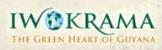 IWOKRAMA
THE GREEN HEART OF GUYANA